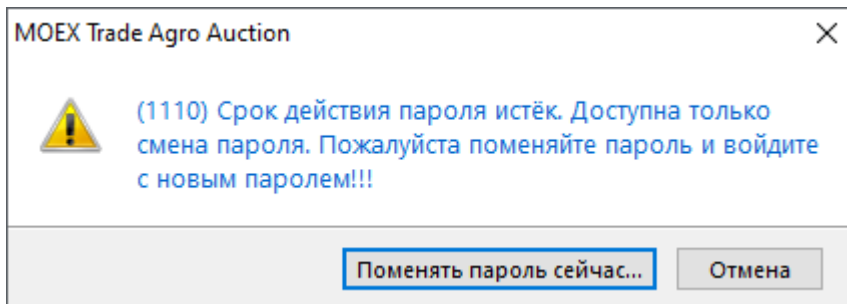 MOEX Trade Agro Auction
(1110) Срок действия пароля истёк. Доступна только
смена пароля. Пожалуйста поменяйте пароль и войдите
с новым паролем!!!
Поменять пароль сейчас... Отмена